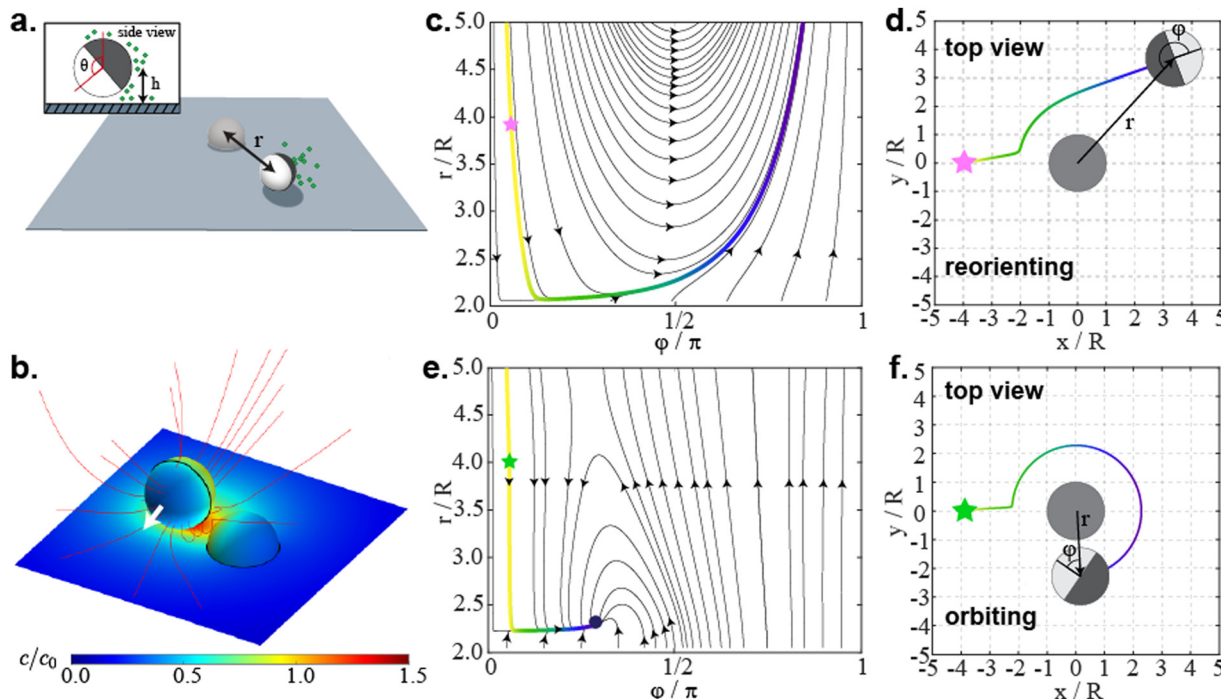 a.
side view
θ
h
r
b.
c/c₀
0.0
0.5
1.0
1.5
c.
r / R
5.0
4.5
4.0
3.5
3.0
2.5
2.0
0
1/2
1
φ / π
d.
top view
reorienting
φ
r
y / R
5
4
3
2
1
0
-1
-2
-3
-4
-5
-5 -4 -3 -2 -1 0 1 2 3 4 5
x / R
e.
r / R
5.0
4.5
4.0
3.5
3.0
2.5
2.0
0
1/2
1
φ / π
f.
top view
orbiting
r
φ
y / R
5
4
3
2
1
0
-1
-2
-3
-4
-5
-5 -4 -3 -2 -1 0 1 2 3 4 5
x / R